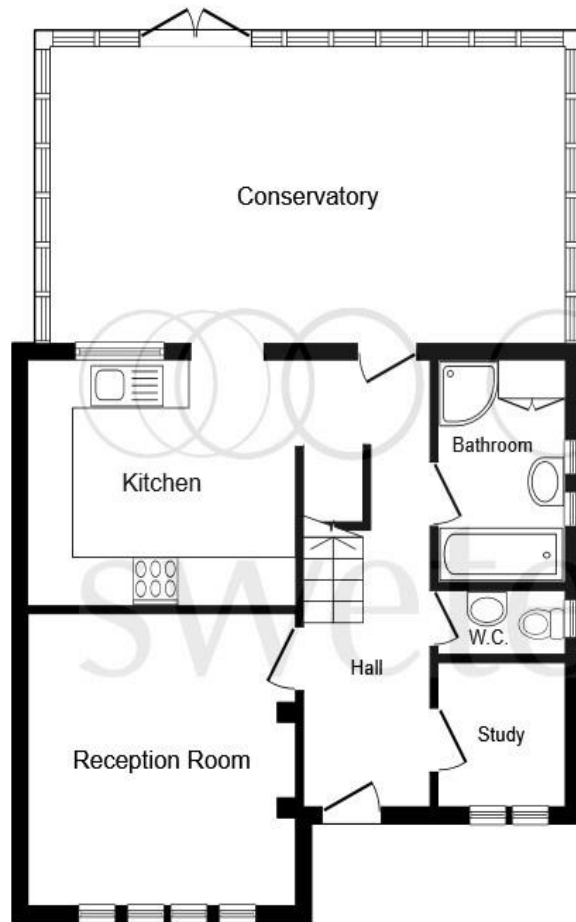 Conservatory
Bathroom
Kitchen
W.C.
Hall
Study
Reception Room